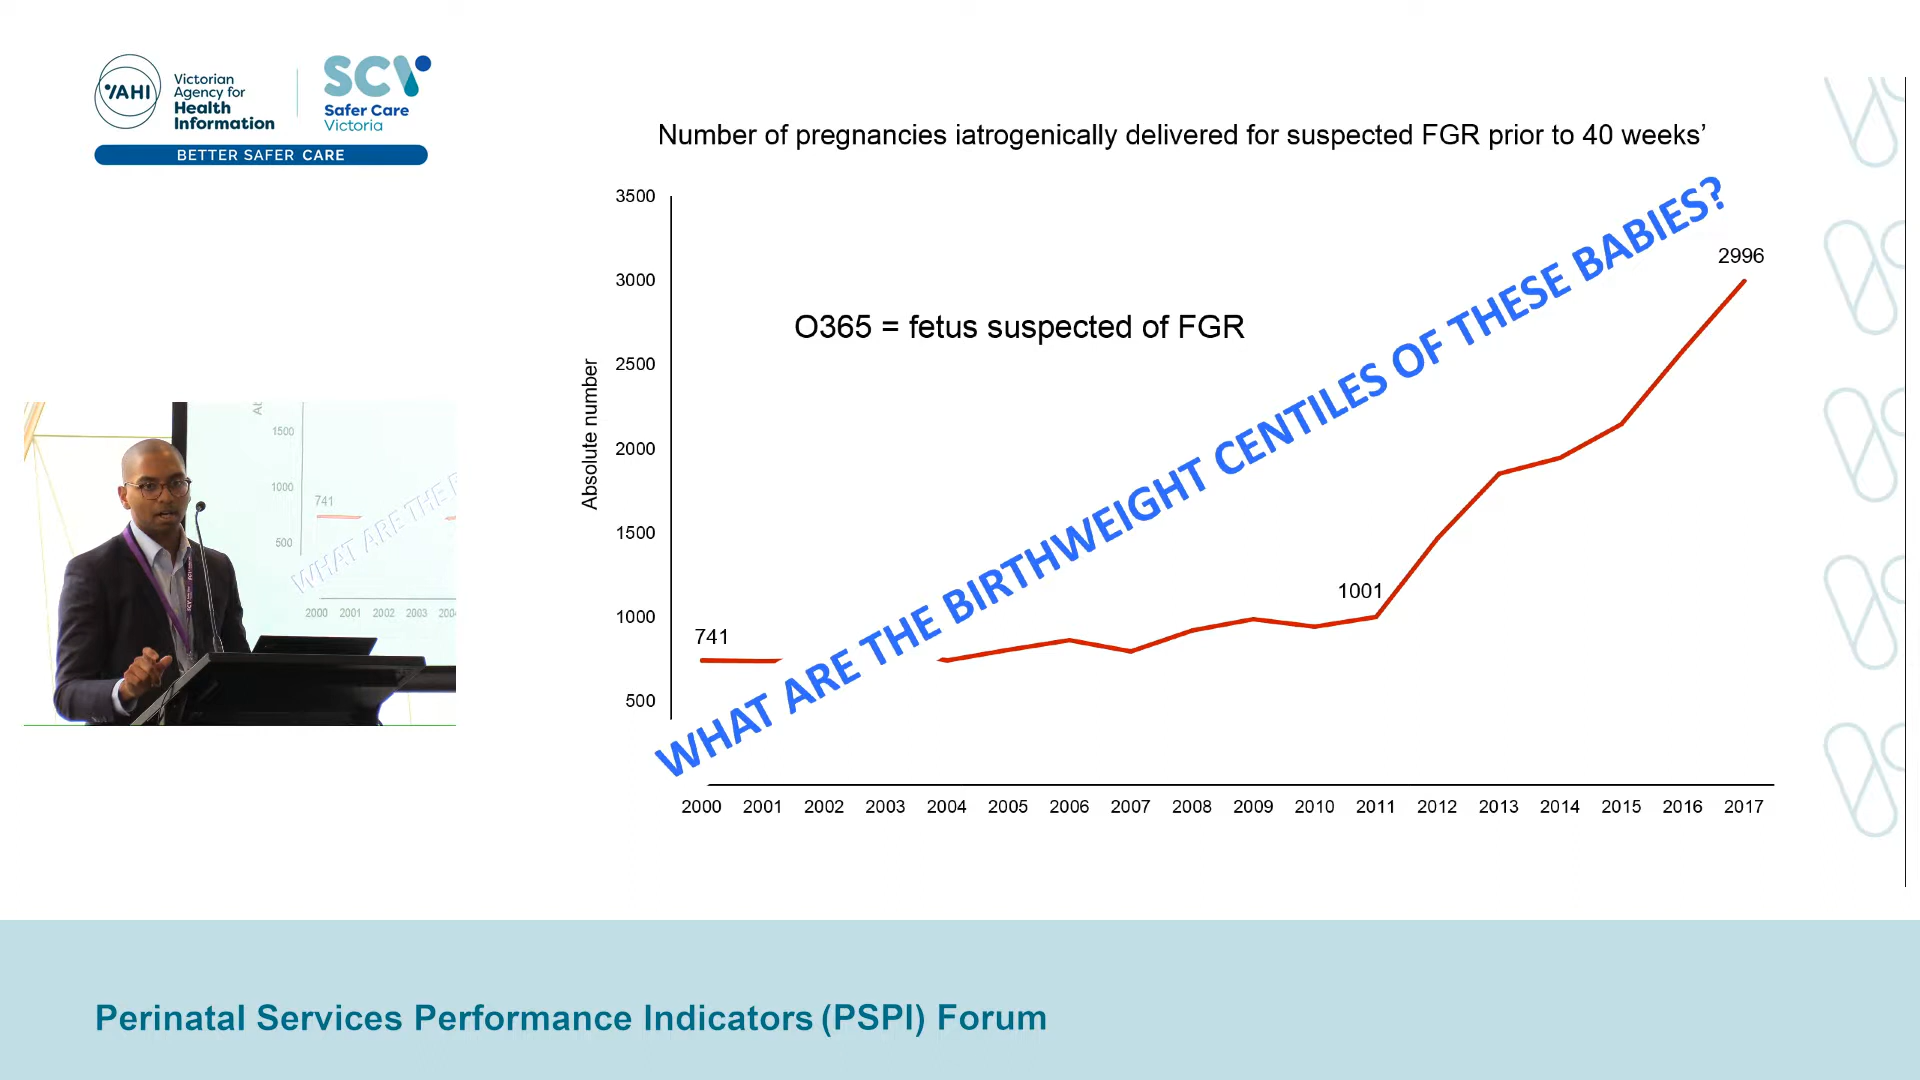 VAHI
Victorian
Agency for
Health
Information
SCV
Safer Care
Victoria
BETTER SAFER CARE
Number of pregnancies iatrogenically delivered for suspected FGR prior to 40 weeks’
3500
3000
2500
2000
1500
1000
500
Absolute number
O365 = fetus suspected of FGR
WHAT ARE THE BIRTHWEIGHT CENTILES OF THESE BABIES?
741
1001
2996
2000 2001 2002 2003 2004 2005 2006 2007 2008 2009 2010 2011 2012 2013 2014 2015 2016 2017
1500
1000
500
741
WHAT ARE THE
2000 2001 2002 2003
Perinatal Services Performance Indicators (PSPI) Forum